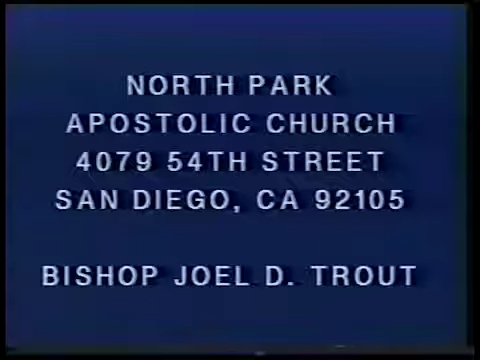 NORTH PARK
APOSTOLIC CHURCH
4079 54TH STREET
SAN DIEGO, CA 92105
BISHOP JOEL D. TROUT